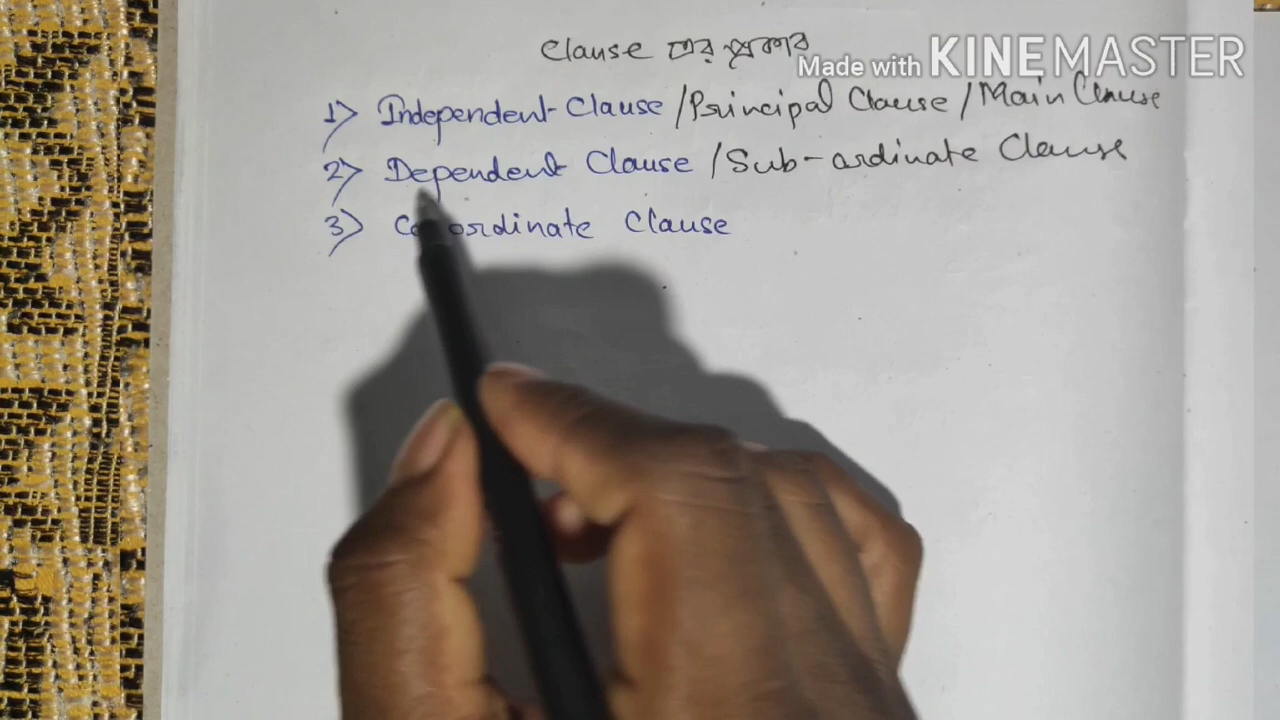 Clause এর প্রকার
Made with KINEMASTER
1> Independent Clause /Principal Clause /Main Clause
2> Dependent Clause /Sub-ardinate Clause
3> Co-ordinate Clause